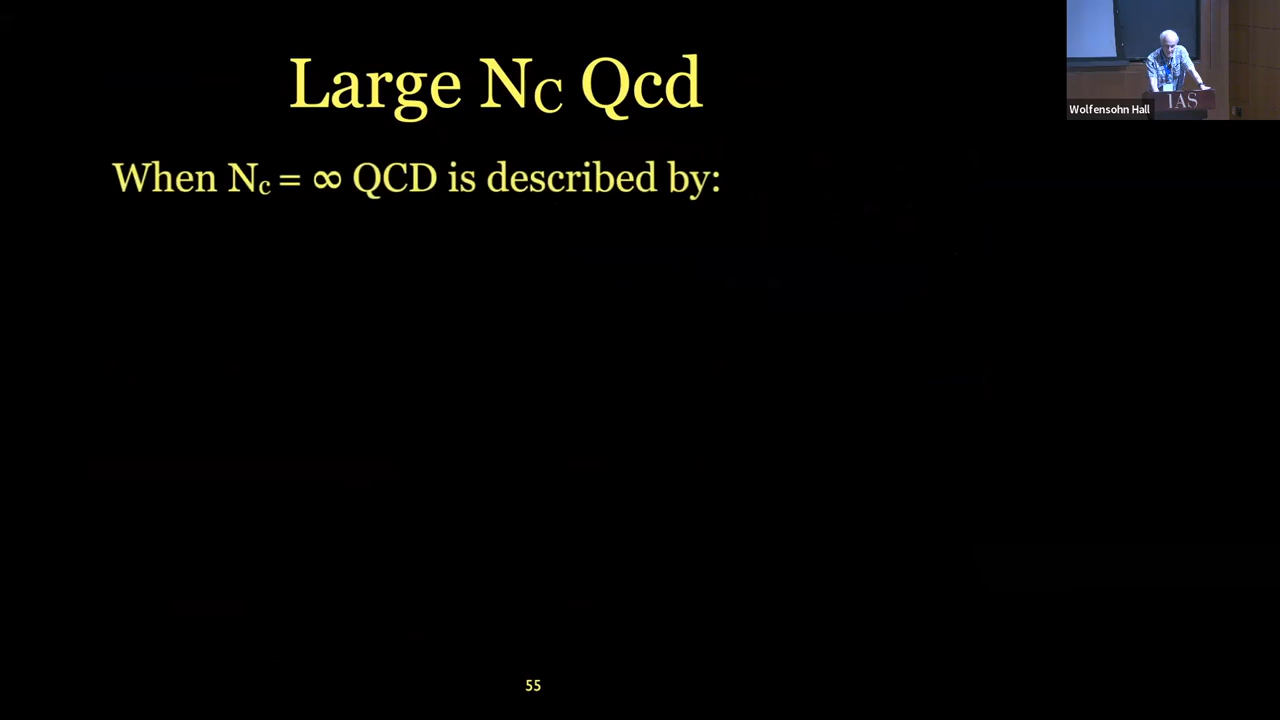 Large NC Qcd
When Nc = ∞ QCD is described by:
55
IAS
Wolfensohn Hall